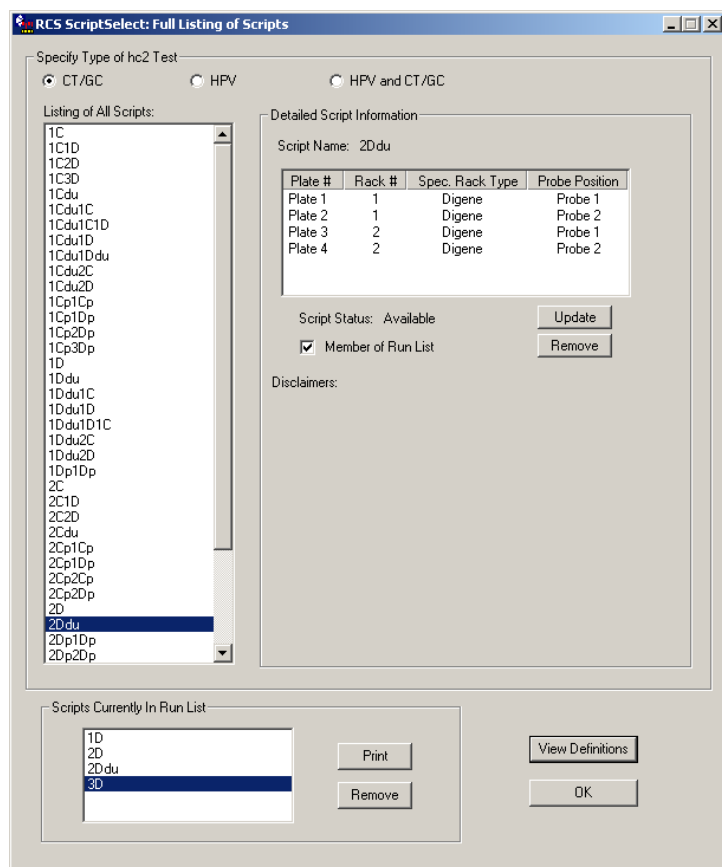 RCS ScriptSelect: Full Listing of Scripts
Specify Type of hc2 Test
CT/GC HPV HPV and CT/GC
Listing of All Scripts:
1C
1C1D
1C2D
1C3D
1Cdu
1Cdu1C
1Cdu1C1D
1Cdu1D
1Cdu1Ddu
1Cdu2C
1Cdu2D
1Cp1Cp
1Cp1Dp
1Cp2Dp
1Cp3Dp
1D
1Ddu
1Ddu1C
1Ddu1D
1Ddu1D1C
1Ddu2C
1Ddu2D
1Dp1Dp
2C
2C1D
2C2D
2Cdu
2Cp1Cp
2Cp1Dp
2Cp2Cp
2Cp2Dp
2D
2Ddu
2Dp1Dp
2Dp2Dp
Detailed Script Information
Script Name: 2Ddu
Plate # Rack # Spec. Rack Type Probe Position
Plate 1 1 Digene Probe 1
Plate 2 1 Digene Probe 2
Plate 3 2 Digene Probe 1
Plate 4 2 Digene Probe 2
Script Status: Available Update
Member of Run List Remove
Disclaimers:
Scripts Currently In Run List
1D
2D
2Ddu
3D
Print
Remove
View Definitions
OK